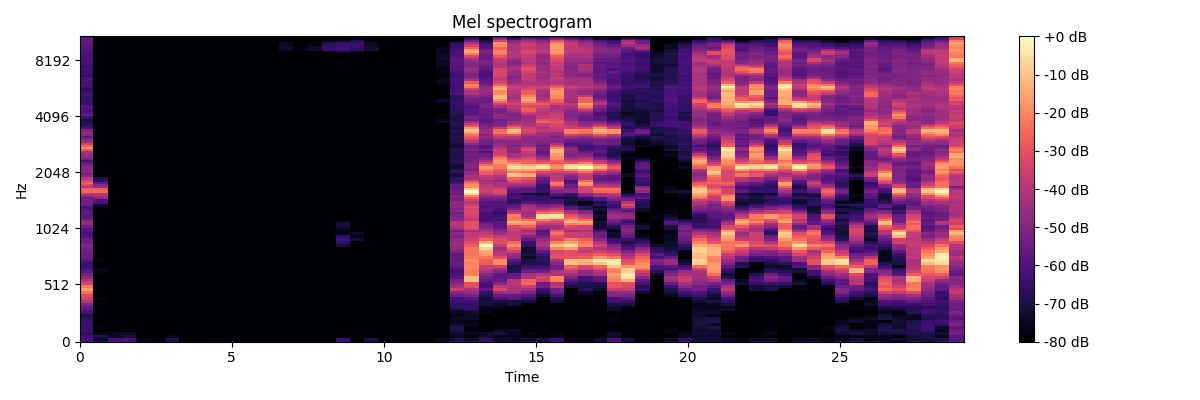 Mel spectrogram
8192
4096
2048
1024
512
0
Hz
0 5 10 15 20 25
Time
+0 dB
-10 dB
-20 dB
-30 dB
-40 dB
-50 dB
-60 dB
-70 dB
-80 dB